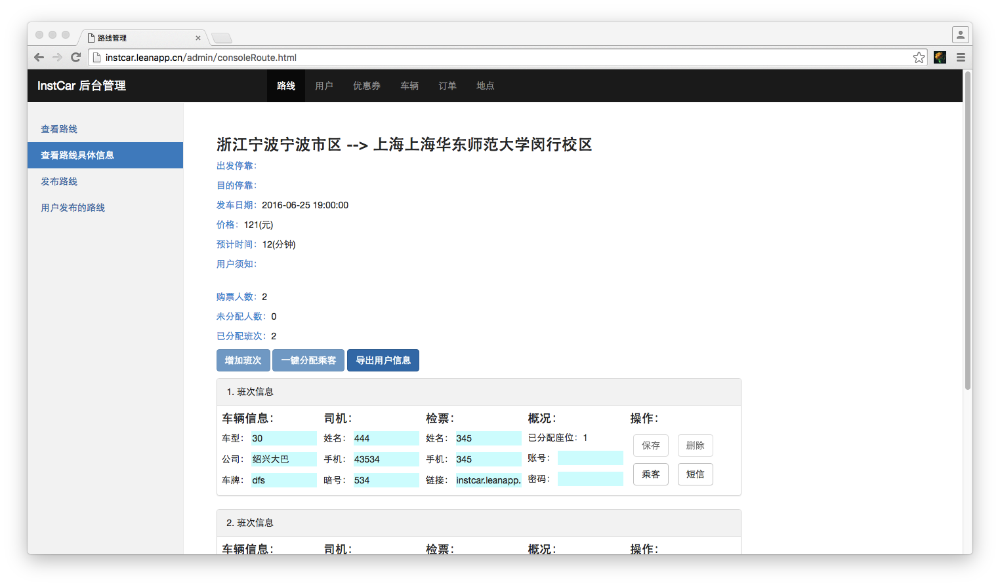 路线管理
instcar.leanapp.cn/admin/consoleRoute.html
InstCar 后台管理 路线 用户 优惠券 车辆 订单 地点
查看路线
查看路线具体信息
发布路线
用户发布的路线
浙江宁波宁波市区 --> 上海上海华东师范大学闵行校区
出发停靠：
目的停靠：
发车日期：2016-06-25 19:00:00
价格：121(元)
预计时间：12(分钟)
用户须知：
购票人数：2
未分配人数：0
已分配班次：2
增加班次 一键分配乘客 导出用户信息
1. 班次信息
车辆信息： 司机： 检票： 概况： 操作：
车型： 30 姓名： 444 姓名： 345 已分配座位：1 保存 删除
公司： 绍兴大巴 手机： 43534 手机： 345 账号：
车牌： dfs 暗号： 534 链接： instcar.leanapp. 密码： 乘客 短信
2. 班次信息
车辆信息： 司机： 检票： 概况： 操作：